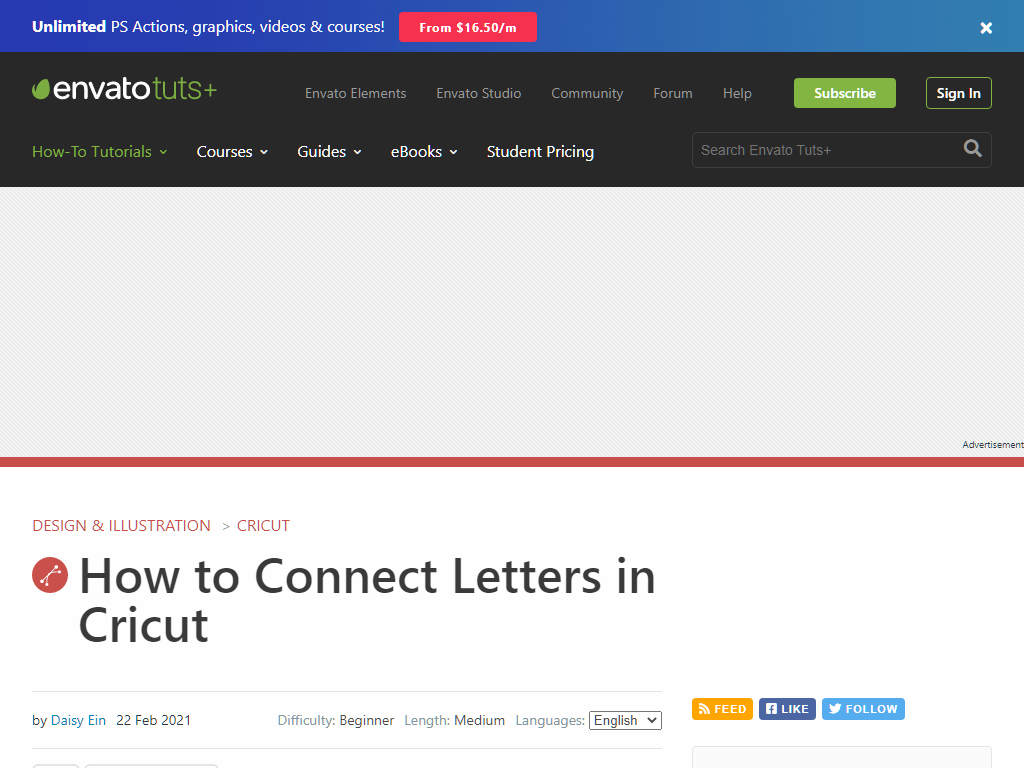 Unlimited PS Actions, graphics, videos & courses! From $16.50/m
envato tuts+ Envato Elements Envato Studio Community Forum Help Subscribe Sign In
How-To Tutorials Courses Guides eBooks Student Pricing Search Envato Tuts+
Advertisement
DESIGN & ILLUSTRATION > CRICUT
How to Connect Letters in
Cricut
by Daisy Ein 22 Feb 2021 Difficulty: Beginner Length: Medium Languages: English
FEED LIKE FOLLOW